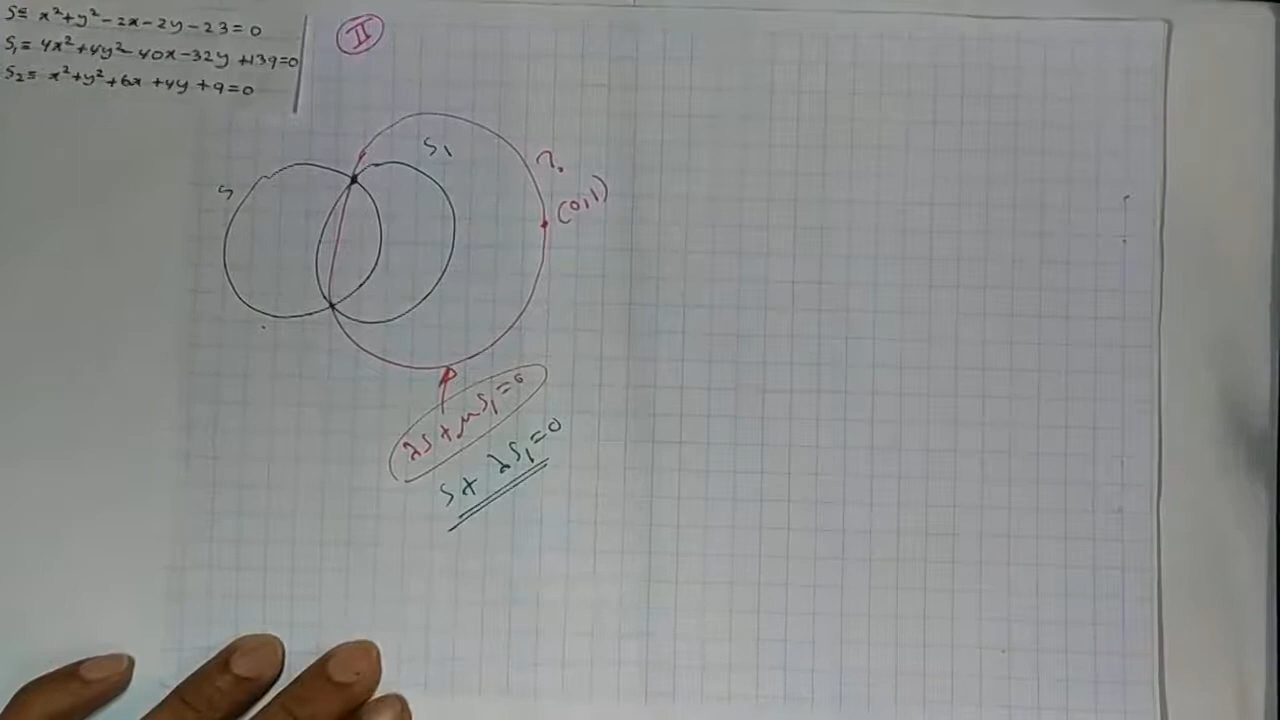 S≡ x²+y²-2x-2y-23=0
S₁≡ 4x²+4y²-40x-32y+139=0
S₂≡ x²+y²+6x+4y+9=0
II
S
S₁
(0,1)
λS+μS₁=0
S+λS₁=0